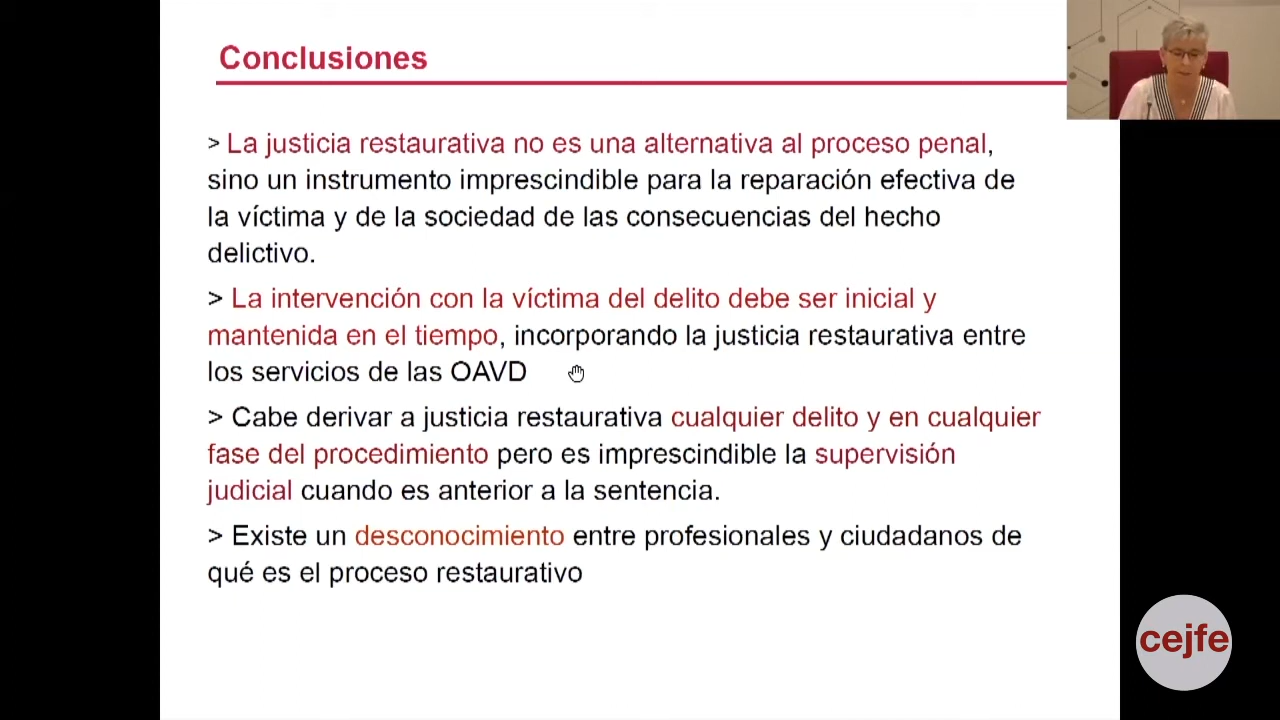 Conclusiones
> La justicia restaurativa no es una alternativa al proceso penal,
sino un instrumento imprescindible para la reparación efectiva de
la víctima y de la sociedad de las consecuencias del hecho
delictivo.
> La intervención con la víctima del delito debe ser inicial y
mantenida en el tiempo, incorporando la justicia restaurativa entre
los servicios de las OAVD
> Cabe derivar a justicia restaurativa cualquier delito y en cualquier
fase del procedimiento pero es imprescindible la supervisión
judicial cuando es anterior a la sentencia.
> Existe un desconocimiento entre profesionales y ciudadanos de
qué es el proceso restaurativo
cejfe